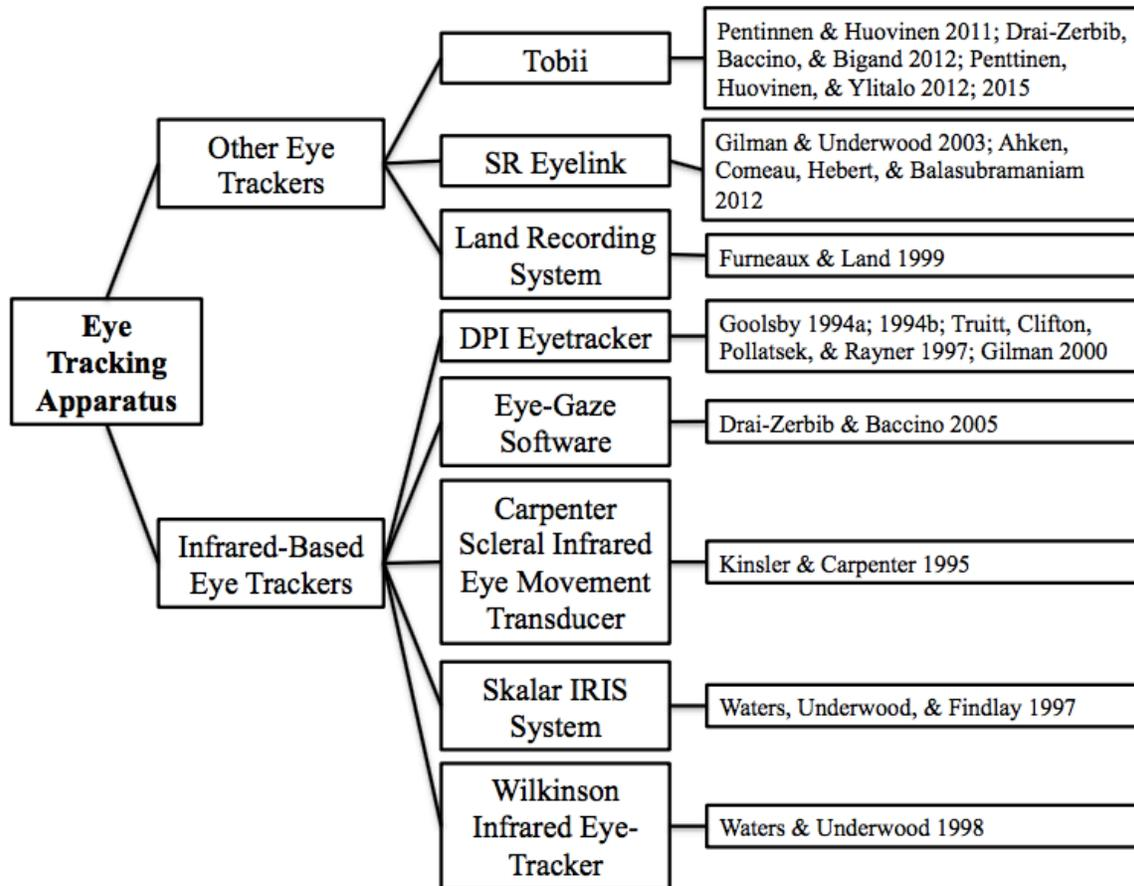 Eye
Tracking
Apparatus
Other Eye
Trackers
Tobii
Pentinnen & Huovinen 2011; Drai-Zerbib,
Baccino, & Bigand 2012; Penttinen,
Huovinen, & Ylitalo 2012; 2015
SR Eyelink
Gilman & Underwood 2003; Ahken,
Comeau, Hebert, & Balasubramaniam
2012
Land Recording
System
Furneaux & Land 1999
Infrared-Based
Eye Trackers
DPI Eyetracker
Goolsby 1994a; 1994b; Truitt, Clifton,
Pollatsek, & Rayner 1997; Gilman 2000
Eye-Gaze
Software
Drai-Zerbib & Baccino 2005
Carpenter
Scleral Infrared
Eye Movement
Transducer
Kinsler & Carpenter 1995
Skalar IRIS
System
Waters, Underwood, & Findlay 1997
Wilkinson
Infrared Eye-
Tracker
Waters & Underwood 1998